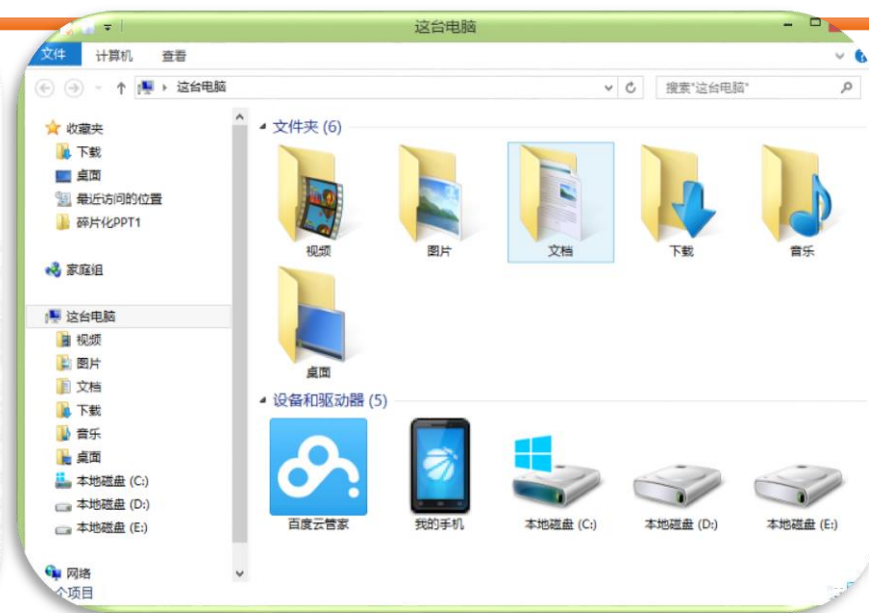 这台电脑
文件 计算机 查看
这台电脑
搜索"这台电脑"
收藏夹
下载
桌面
最近访问的位置
碎片化PPT1
家庭组
这台电脑
视频
图片
文档
下载
音乐
桌面
本地磁盘 (C:)
本地磁盘 (D:)
本地磁盘 (E:)
网络
个项目
文件夹 (6)
视频 图片 文档 下载 音乐
桌面
设备和驱动器 (5)
百度云管家 我的手机 本地磁盘 (C:) 本地磁盘 (D:) 本地磁盘 (E:)